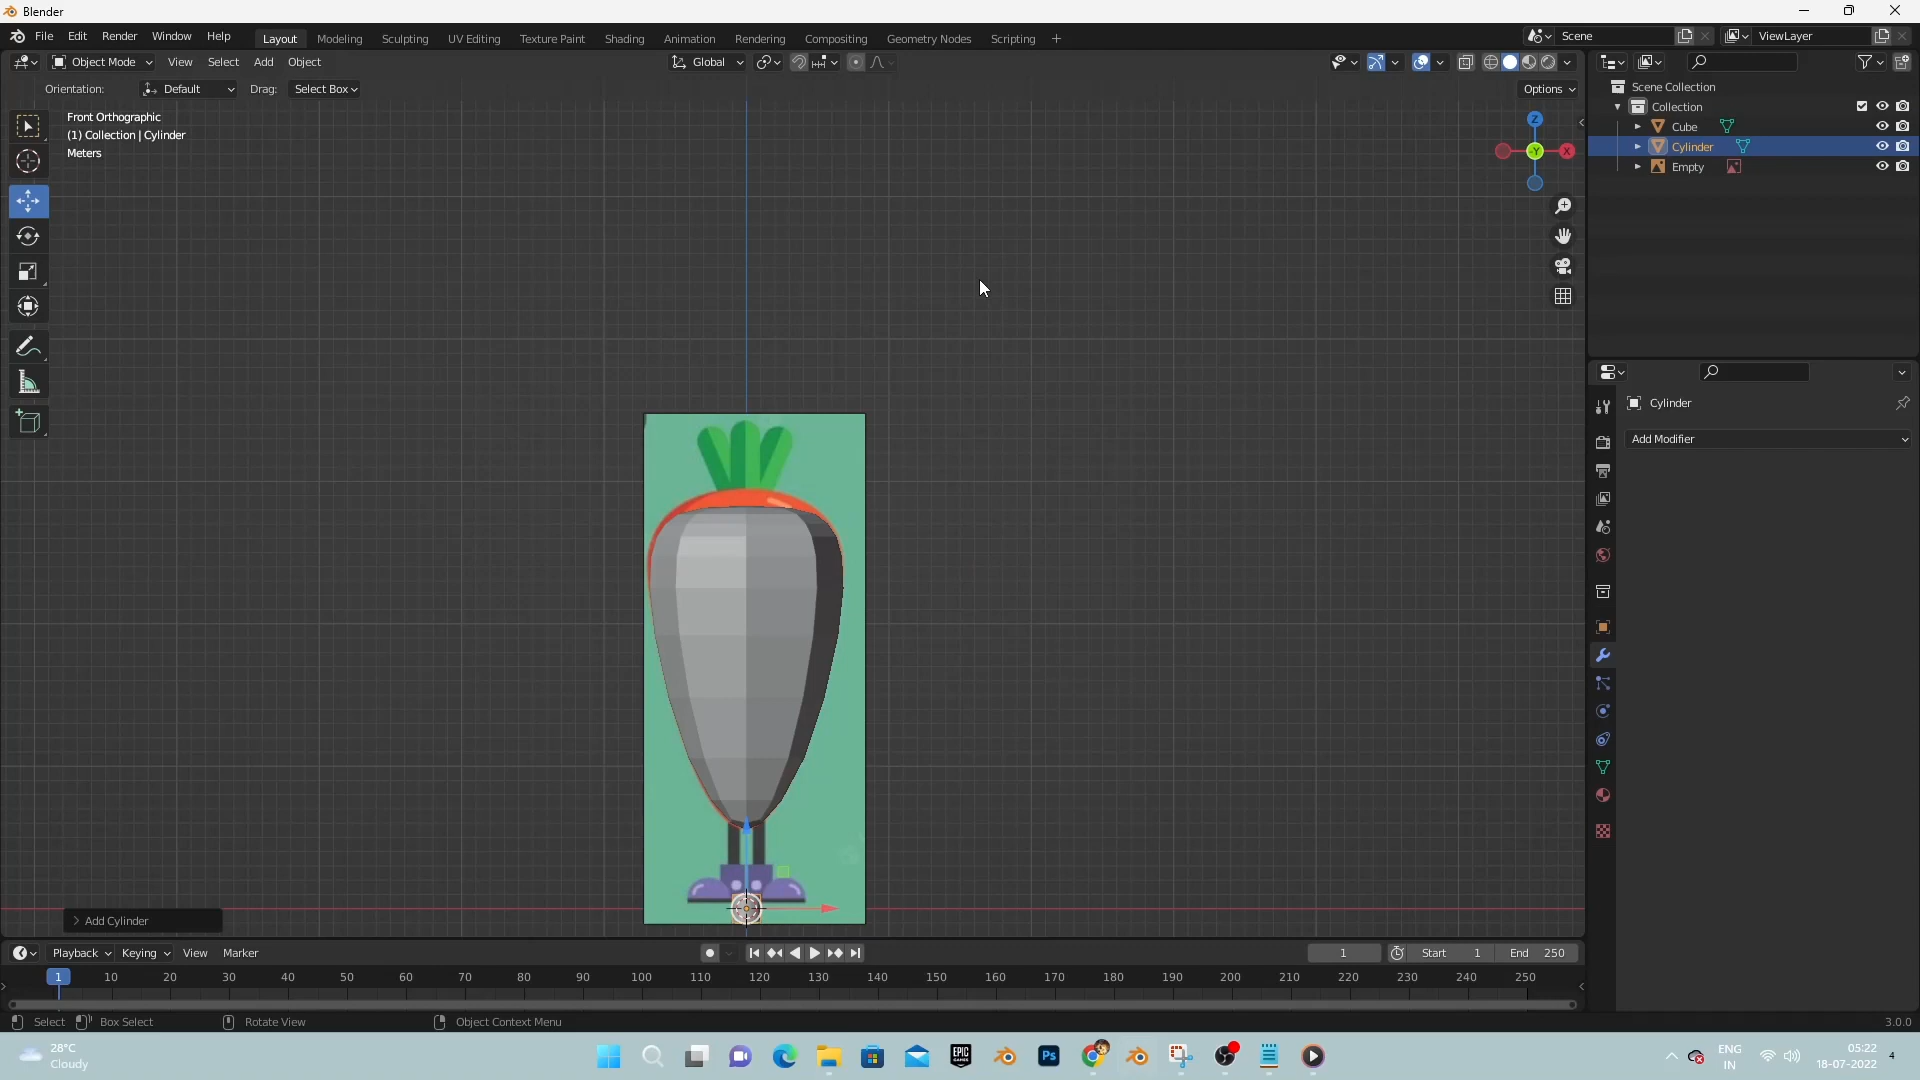 Blender
File Edit Render Window Help Layout Modeling Sculpting UV Editing Texture Paint Shading Animation Rendering Compositing Geometry Nodes Scripting + Scene ViewLayer
Object Mode View Select Add Object Global
Orientation: Default Drag: Select Box Options
Front Orthographic
(1) Collection | Cylinder
Meters
Z
-Y
X
Scene Collection
Collection
Cube
Cylinder
Empty
Cylinder
Add Modifier
Add Cylinder
Playback Keying View Marker 1 Start 1 End 250
1 10 20 30 40 50 60 70 80 90 100 110 120 130 140 150 160 170 180 190 200 210 220 230 240 250
Select Box Select Rotate View Object Context Menu 3.0.0
28°C
Cloudy
EPIC GAMES
Ps
ENG
IN
05:22
18-07-2022
4